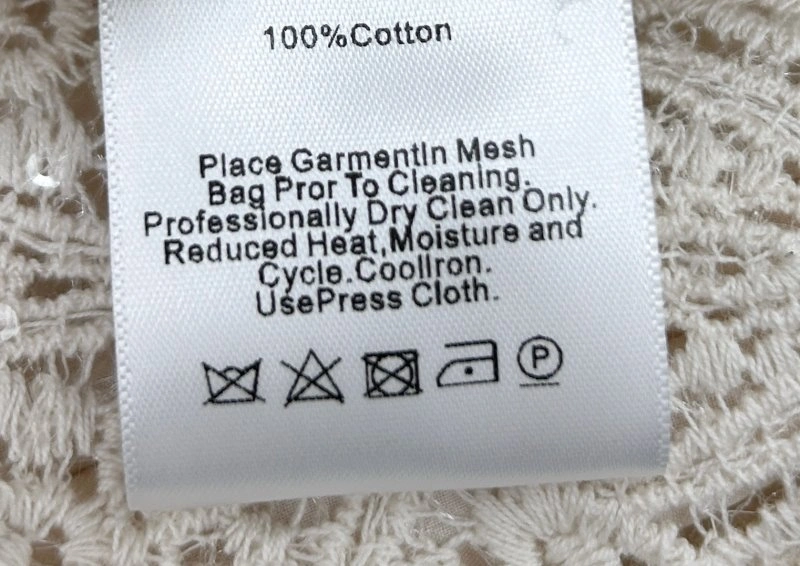 100%Cotton
Place GarmentIn Mesh
Bag Pror To Cleaning.
Professionally Dry Clean Only.
Reduced Heat,Moisture and
Cycle.CoolIron.
UsePress Cloth.
P